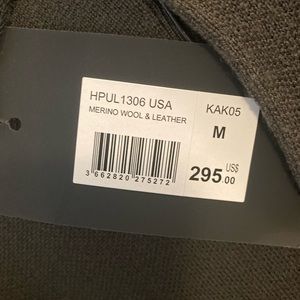 HPUL1306 USA
KAK05
MERINO WOOL & LEATHER
M
3 662820 275272
US$
295.00